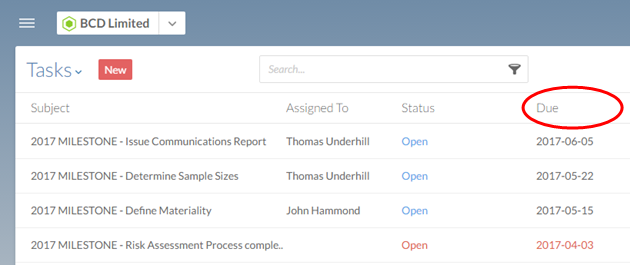 BCD Limited
Tasks New Search...
Subject Assigned To Status Due
2017 MILESTONE - Issue Communications Report Thomas Underhill Open 2017-06-05
2017 MILESTONE - Determine Sample Sizes Thomas Underhill Open 2017-05-22
2017 MILESTONE - Define Materiality John Hammond Open 2017-05-15
2017 MILESTONE - Risk Assessment Process comple.. Open 2017-04-03